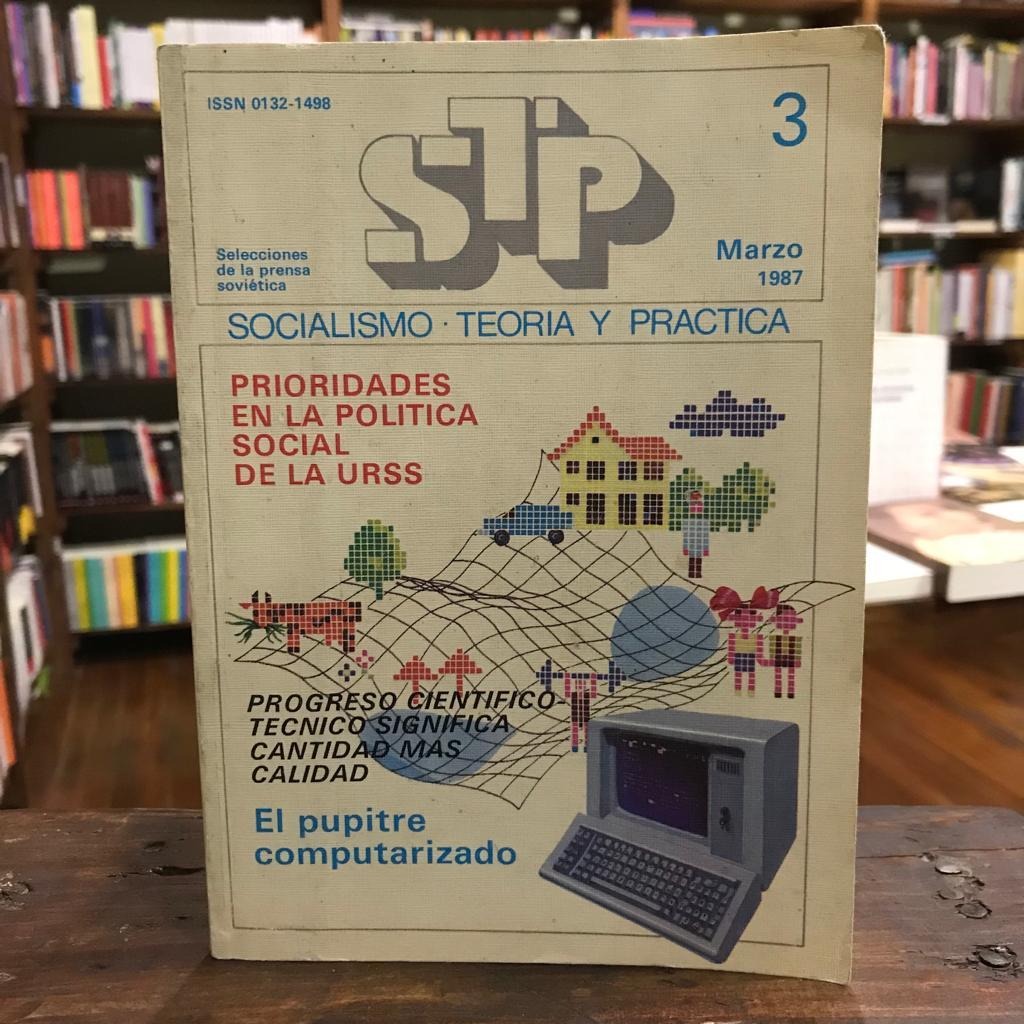 ISSN 0132-1498
STP
3
Selecciones
de la prensa
soviética
Marzo
1987
SOCIALISMO · TEORIA Y PRACTICA
PRIORIDADES
EN LA POLITICA
SOCIAL
DE LA URSS
PROGRESO CIENTIFICO-
TECNICO SIGNIFICA
CANTIDAD MAS
CALIDAD
El pupitre
computarizado